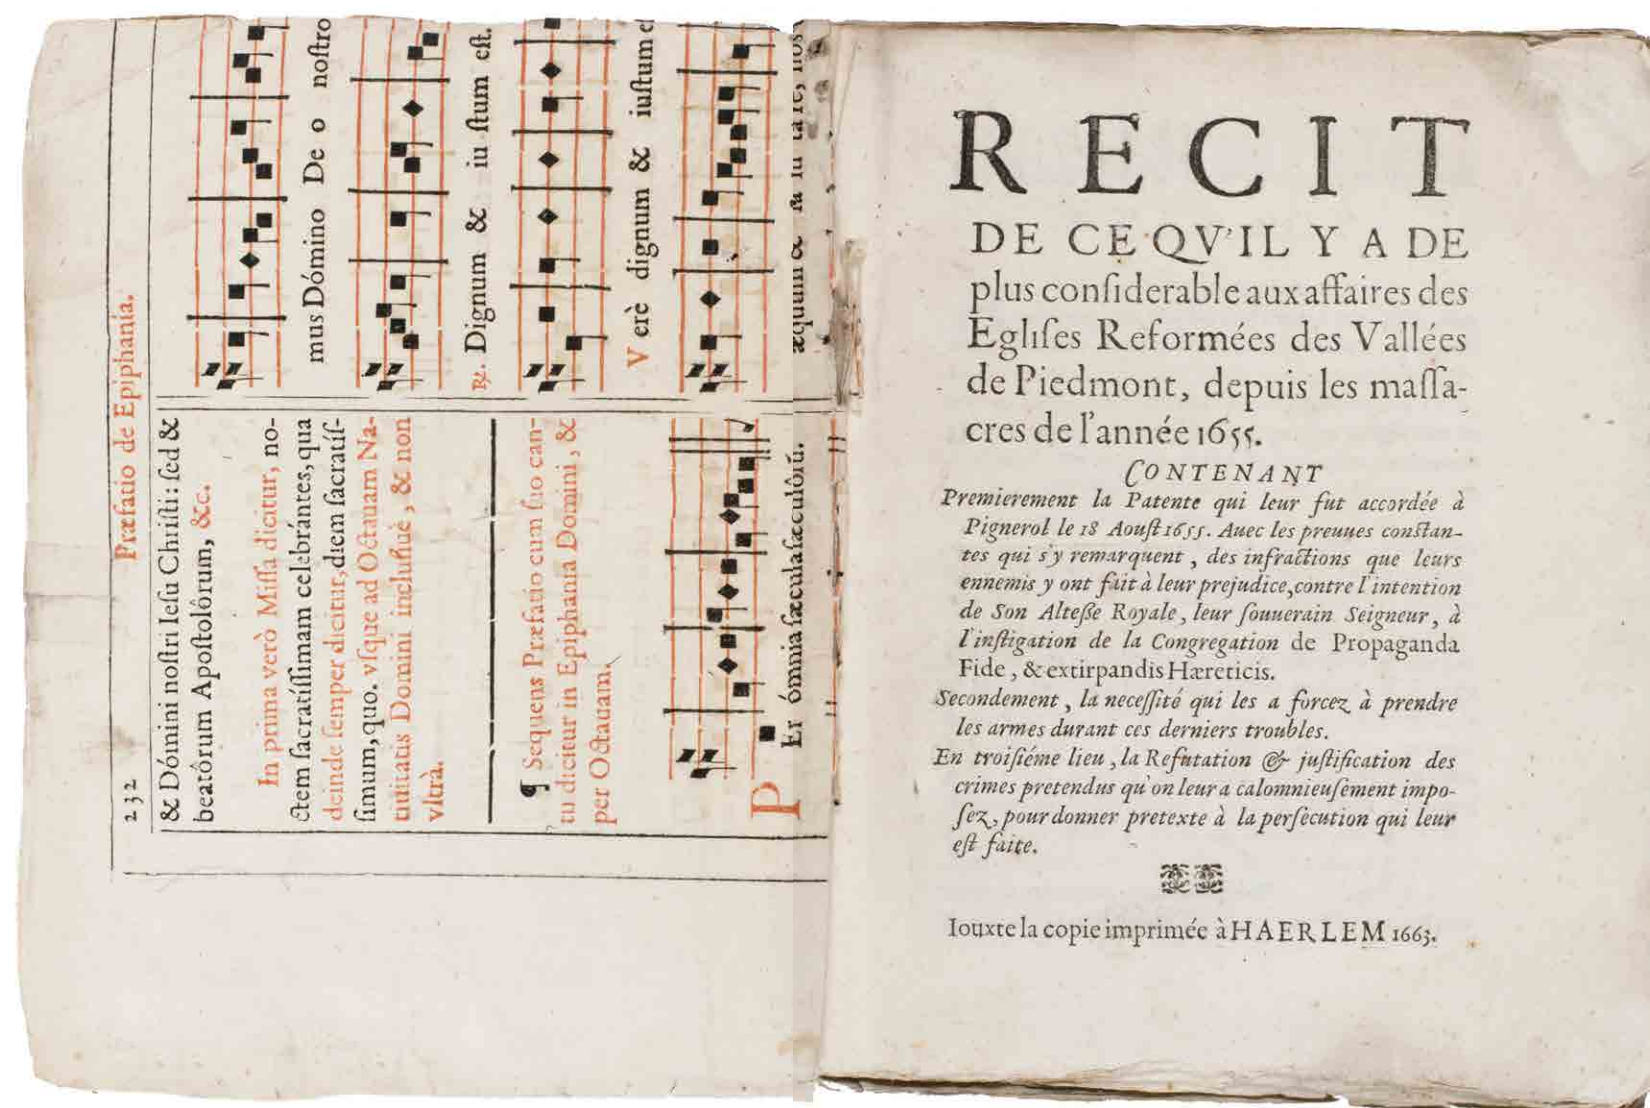 232
Præfatio de Epiphania.
& Dómini noſtri Ieſu Chriſti: ſed &
beatôrum Apoſtolôrum, &c.
In prima verò Miſſa dicitur, no-
ctem ſacratíſſimam celebrántes, qua
deinde ſemper dicitur, diem ſacratíſ-
ſimum, quo. vſque ad Octauam Na-
tiuitatis Domini incluſiuè, & non
vltrà.
¶ Sequens Præfatio cum ſuo can-
tu dicitur in Epiphania Domini, &
per Octauam.
P
Er ómnia ſæcula ſæculôrũ.
mus Dómino De o noſtro
℟. Dignum & iu ſtum eſt.
V erè dignum & iuſtum e
æquum &
RECIT
DE CE QV'IL Y A DE
plus conſiderable aux affaires des
Egliſes Reformées des Vallées
de Piedmont, depuis les maſſa-
cres de l'année 1655.
CONTENANT
Premierement la Patente qui leur fut accordée à
Pignerol le 18 Aouſt 1655. Auec les preuues conſtan-
tes qui s'y remarquent, des infractions que leurs
ennemis y ont fait à leur prejudice, contre l'intention
de Son Alteſſe Royale, leur ſouuerain Seigneur, à
l'inſtigation de la Congregation de Propaganda
Fide, & extirpandis Hæreticis.
Secondement, la neceſſité qui les a forcez à prendre
les armes durant ces derniers troubles.
En troiſiéme lieu, la Refutation & juſtification des
crimes pretendus qu'on leur a calomnieuſement impo-
ſez, pour donner pretexte à la perſecution qui leur
eſt faite.
Iouxte la copie imprimée à HAERLEM 1663.